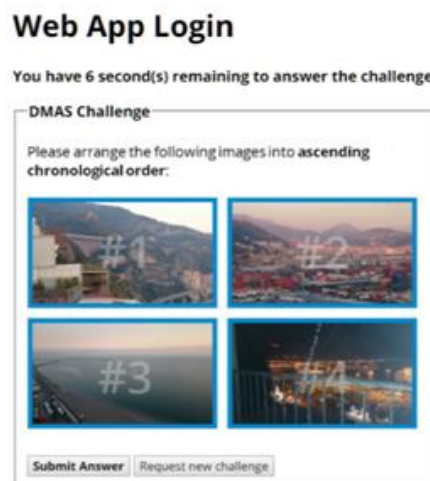 Web App Login
You have 6 second(s) remaining to answer the challenge
DMAS Challenge
Please arrange the following images into ascending
chronological order:
#1 #2
#3 #4
Submit Answer Request new challenge